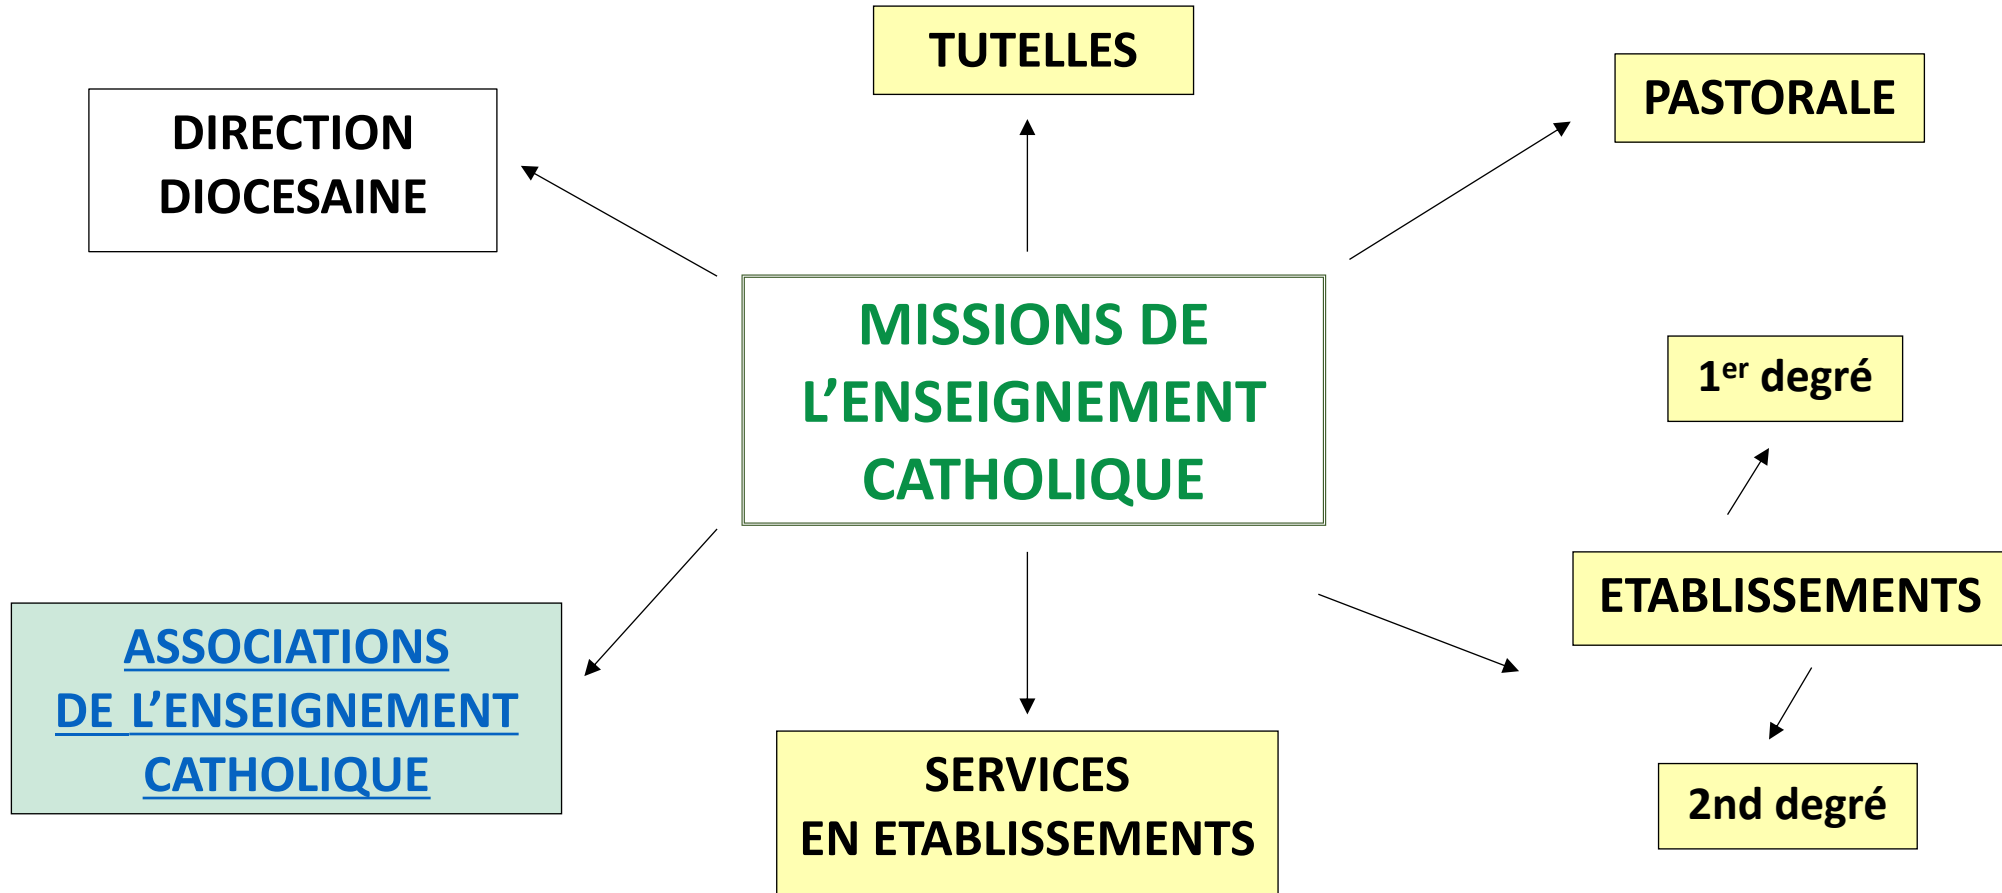 TUTELLES
PASTORALE
DIRECTION
DIOCESAINE
MISSIONS DE
L’ENSEIGNEMENT
CATHOLIQUE
1er degré
ETABLISSEMENTS
2nd degré
ASSOCIATIONS
DE L’ENSEIGNEMENT
CATHOLIQUE
SERVICES
EN ETABLISSEMENTS